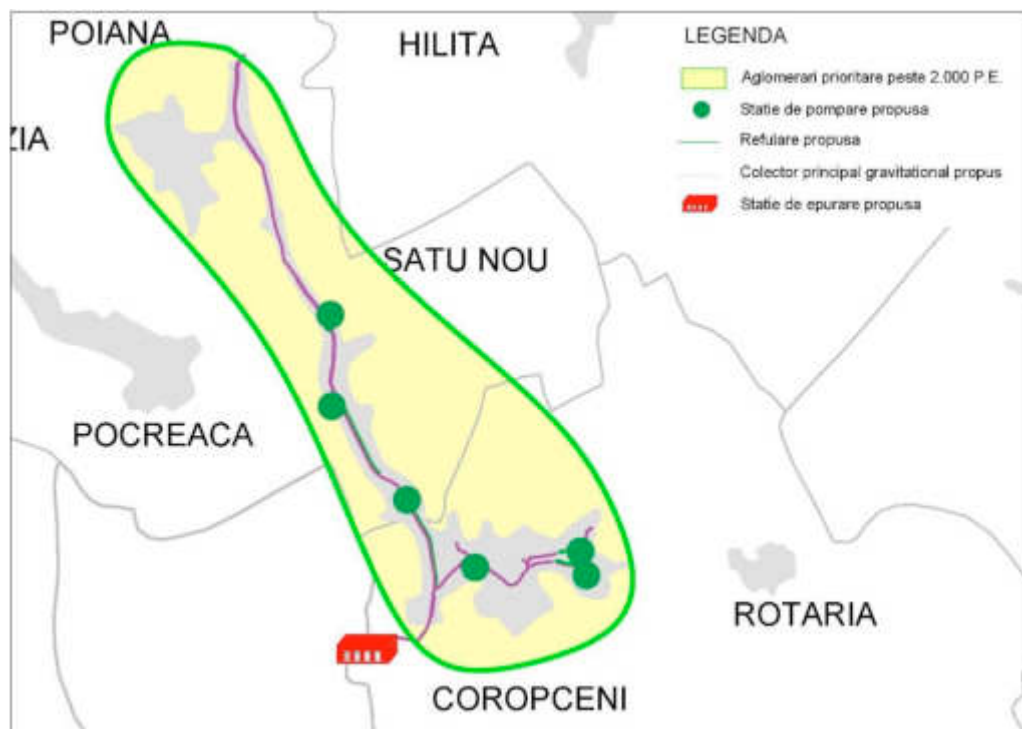 POIANA
HILITA
LEGENDA
Aglomerari prioritare peste 2.000 P.E.
Statie de pompare propusa
Refulare propusa
Colector principal gravitational propus
Statie de epurare propusa
ZIA
SATU NOU
POCREACA
ROTARIA
COROPCENI